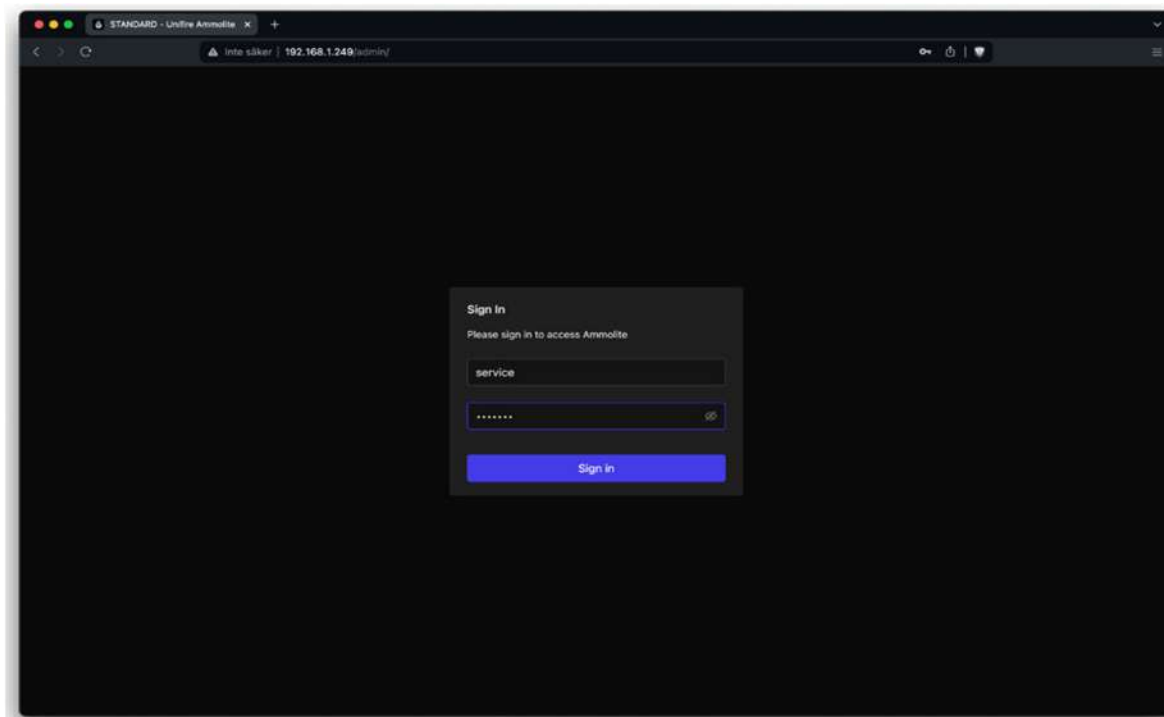 STANDARD - Unifire Ammolite
Inte säker | 192.168.1.249/admin/
Sign In
Please sign in to access Ammolite
service
•••••••
Sign in